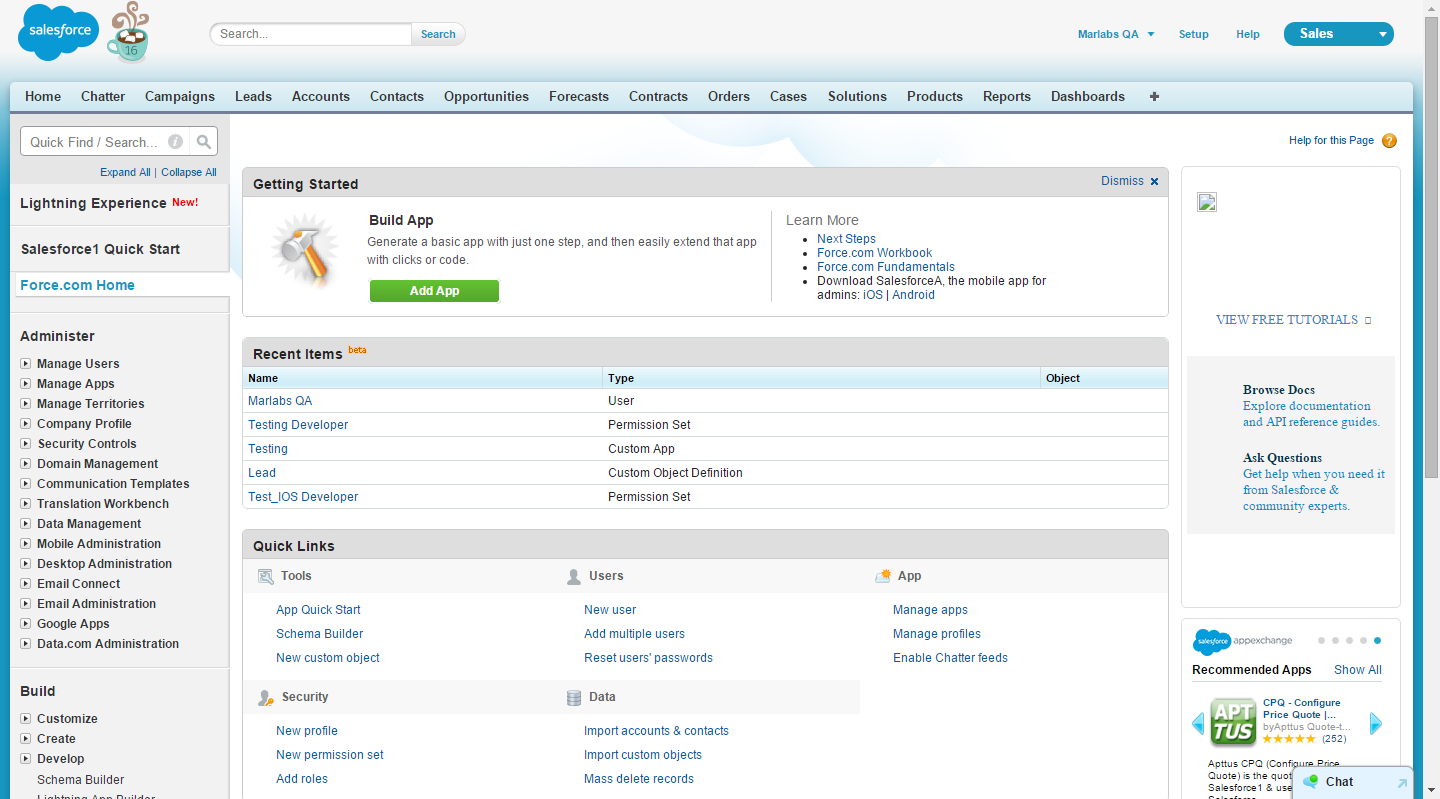 salesforce
16
Search...
Search
Marlabs QA
Setup
Help
Sales
Home
Chatter
Campaigns
Leads
Accounts
Contacts
Opportunities
Forecasts
Contracts
Orders
Cases
Solutions
Products
Reports
Dashboards
+
Quick Find / Search...
Expand All | Collapse All
Lightning Experience New!
Salesforce1 Quick Start
Force.com Home
Administer
Manage Users
Manage Apps
Manage Territories
Company Profile
Security Controls
Domain Management
Communication Templates
Translation Workbench
Data Management
Mobile Administration
Desktop Administration
Email Connect
Email Administration
Google Apps
Data.com Administration
Build
Customize
Create
Develop
Schema Builder
Lightning App Builder
Help for this Page ?
Getting Started
Dismiss x
Build App
Generate a basic app with just one step, and then easily extend that app
with clicks or code.
Add App
Learn More
Next Steps
Force.com Workbook
Force.com Fundamentals
Download SalesforceA, the mobile app for
admins: iOS | Android
Recent Items beta
Name Type Object
Marlabs QA User
Testing Developer Permission Set
Testing Custom App
Lead Custom Object Definition
Test_IOS Developer Permission Set
Quick Links
Tools
App Quick Start
Schema Builder
New custom object
Users
New user
Add multiple users
Reset users' passwords
App
Manage apps
Manage profiles
Enable Chatter feeds
Security
New profile
New permission set
Add roles
Data
Import accounts & contacts
Import custom objects
Mass delete records
VIEW FREE TUTORIALS
Browse Docs
Explore documentation
and API reference guides.
Ask Questions
Get help when you need it
from Salesforce &
community experts.
salesforce appexchange
Recommended Apps Show All
APT
TUS
CPQ - Configure
Price Quote |...
byApttus Quote-t...
(252)
Apttus CPQ (Configure Price
Quote) is the quot
Salesforce1 & use
Salesforce
Chat